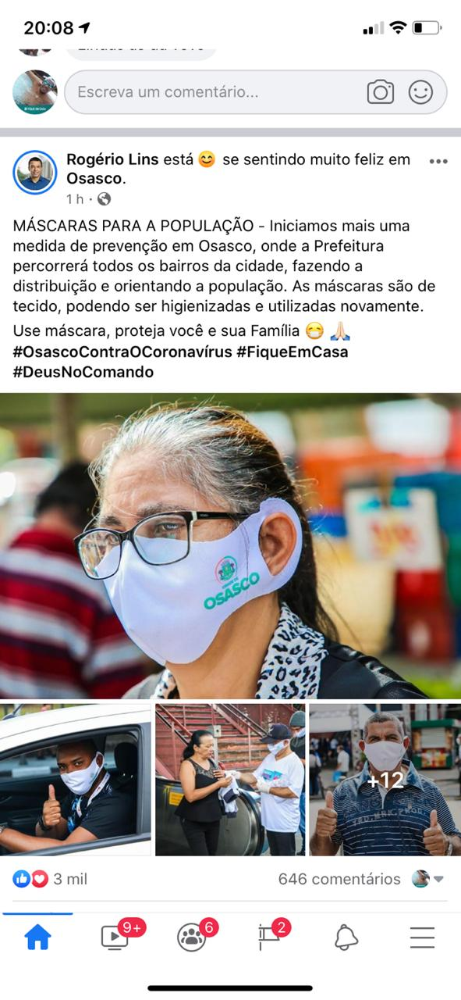 20:08
Escreva um comentário...
Rogério Lins está 😊 se sentindo muito feliz em
Osasco.
1 h ·
MÁSCARAS PARA A POPULAÇÃO - Iniciamos mais uma
medida de prevenção em Osasco, onde a Prefeitura
percorrerá todos os bairros da cidade, fazendo a
distribuição e orientando a população. As máscaras são de
tecido, podendo ser higienizadas e utilizadas novamente.
Use máscara, proteja você e sua Família 😷 🙏🏻
#OsascoContraOCoronavírus #FiqueEmCasa
#DeusNoComando
CIDADE DE
OSASCO
+12
3 mil
646 comentários
9+
6
2